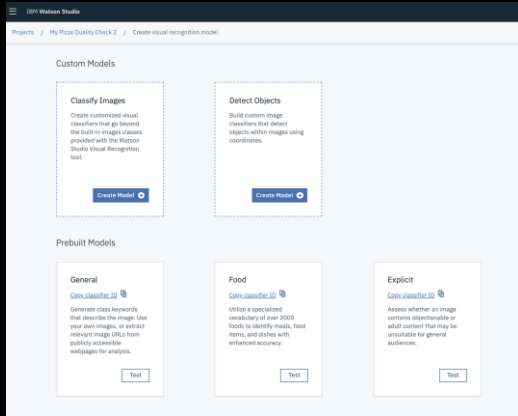 IBM Watson Studio
Projects / My Pizza Quality Check 2 / Create visual recognition model
Custom Models
Classify Images
Create customized visual
classifiers that go beyond
the built-in images classes
provided with the Watson
Studio Visual Recognition
tool.
Create Model
Detect Objects
Build custom image
classifiers that detect
objects within images using
coordinates.
Create Model
Prebuilt Models
General
Copy classifier ID
Generate class keywords
that describe the image. Use
your own images, or extract
relevant image URLs from
publicly accessible
webpages for analysis.
Test
Food
Copy classifier ID
Utilize a specialized
vocabulary of over 2000
foods to identify meals, food
items, and dishes with
enhanced accuracy.
Test
Explicit
Copy classifier ID
Assess whether an image
contains objectionable or
adult content that may be
unsuitable for general
audiences.
Test